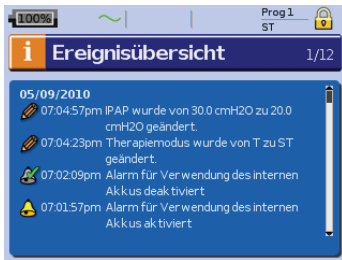 100%
Prog 1
ST
i Ereignisübersicht 1/12
05/09/2010
07:04:57pm IPAP wurde von 30.0 cmH2O zu 20.0
cmH2O geändert.
07:04:23pm Therapiemodus wurde von T zu ST
geändert.
07:02:09pm Alarm für Verwendung des internen
Akkus deaktiviert
07:01:57pm Alarm für Verwendung des internen
Akkus aktiviert